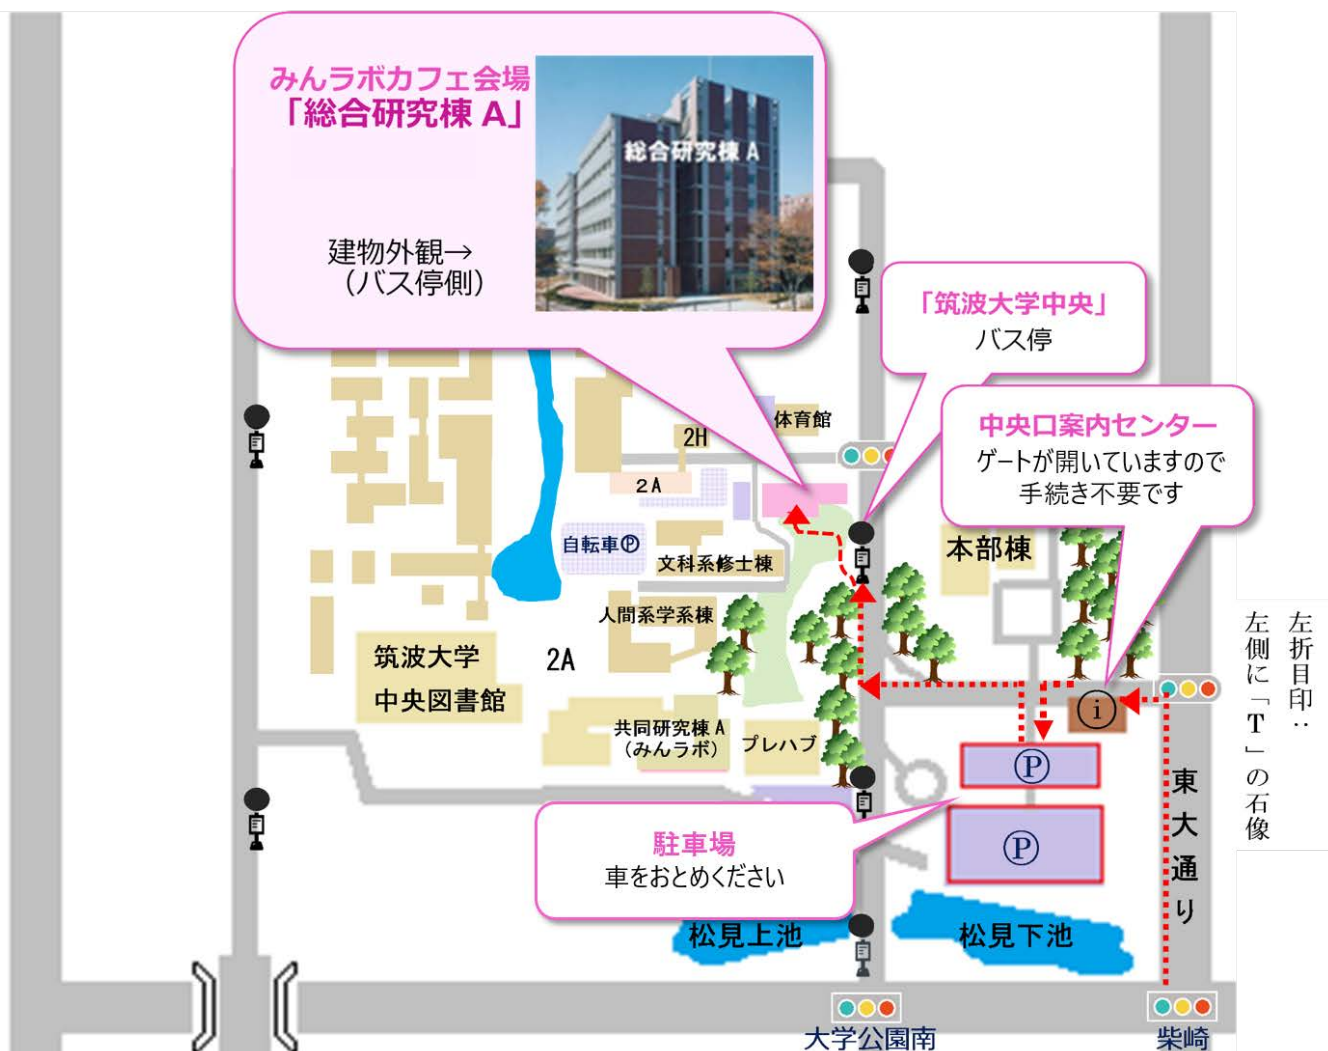 みんラボカフェ会場
「総合研究棟 A」
総合研究棟 A
建物外観→
（バス停側）
「筑波大学中央」
バス停
中央口案内センター
ゲートが開いていますので
手続き不要です
体育館
2H
2A
自転車Ⓟ
文科系修士棟
本部棟
人間系学系棟
筑波大学
中央図書館
2A
共同研究棟 A
（みんラボ）
プレハブ
i
Ⓟ
Ⓟ
駐車場
車をおとめください
東大通り
左折目印：
左側に「T」の石像
松見上池
松見下池
大学公園南
柴崎